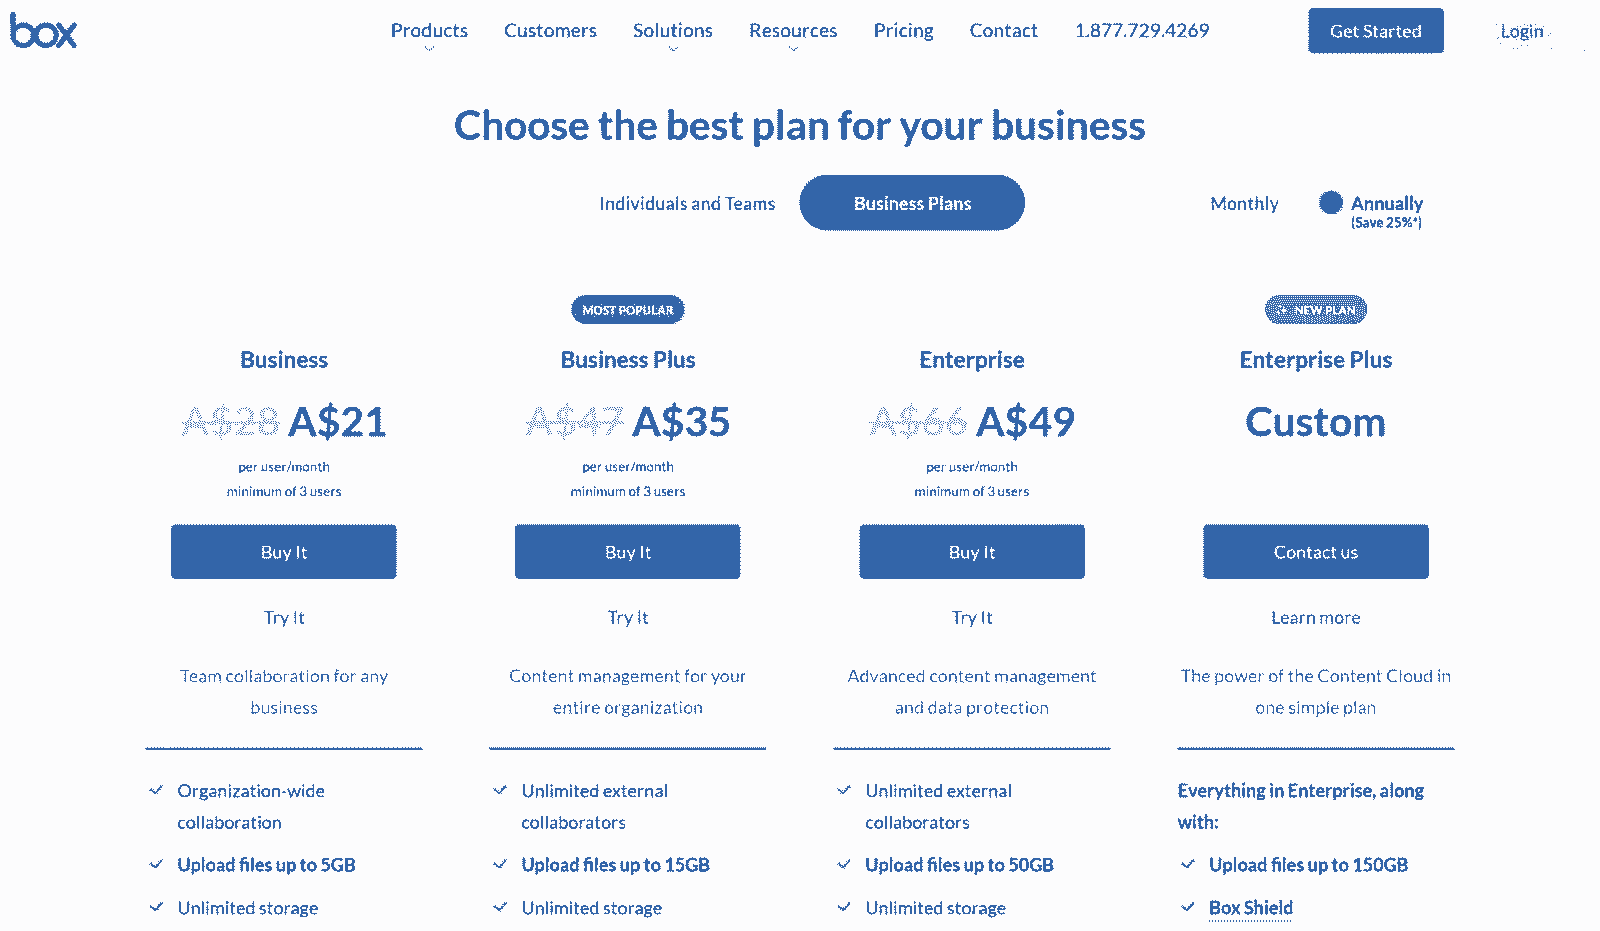 box
Products Customers Solutions Resources Pricing Contact 1.877.729.4269 Get Started Login
Choose the best plan for your business
Individuals and Teams Business Plans Monthly Annually
(Save 25%*)
MOST POPULAR NEW PLAN
Business Business Plus Enterprise Enterprise Plus
A$28 A$21 A$47 A$35 A$66 A$49 Custom
per user/month per user/month per user/month
minimum of 3 users minimum of 3 users minimum of 3 users
Buy It Buy It Buy It Contact us
Try It Try It Try It Learn more
Team collaboration for any Content management for your Advanced content management The power of the Content Cloud in
business entire organization and data protection one simple plan
Organization-wide Unlimited external Unlimited external Everything in Enterprise, along
collaboration collaborators collaborators with:
Upload files up to 5GB Upload files up to 15GB Upload files up to 50GB Upload files up to 150GB
Unlimited storage Unlimited storage Unlimited storage Box Shield